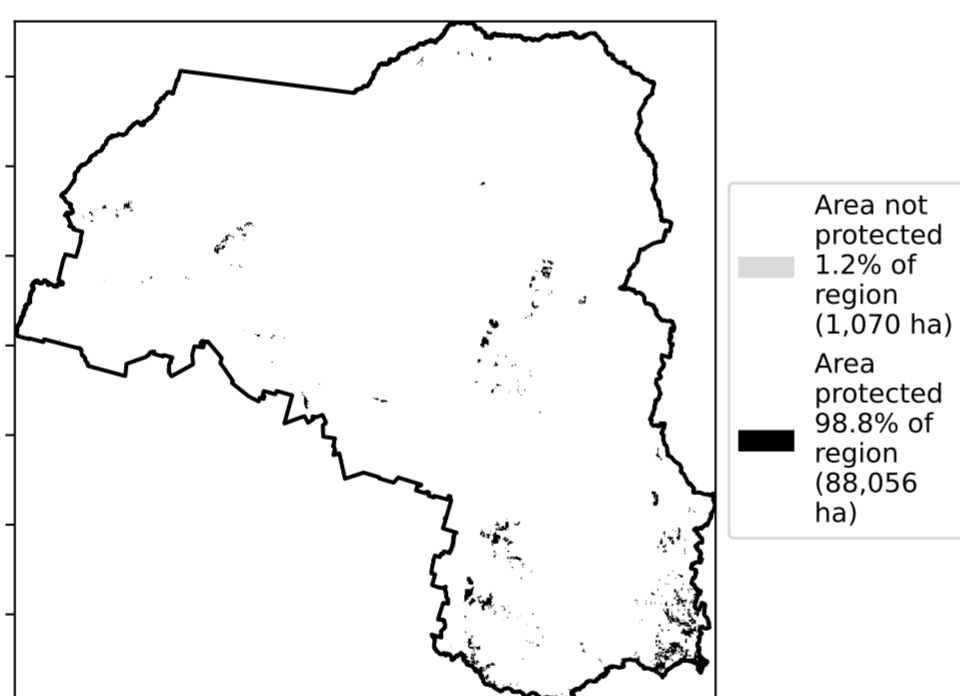 Area not
protected
1.2% of
region
(1,070 ha)
Area
protected
98.8% of
region
(88,056
ha)